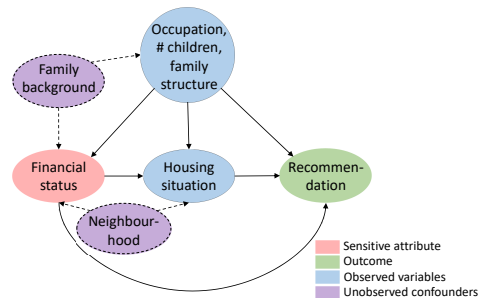 Occupation,
# children,
family
structure
Family
background
Financial
status
Housing
situation
Recommen-
dation
Neighbour-
hood
Sensitive attribute
Outcome
Observed variables
Unobserved confounders